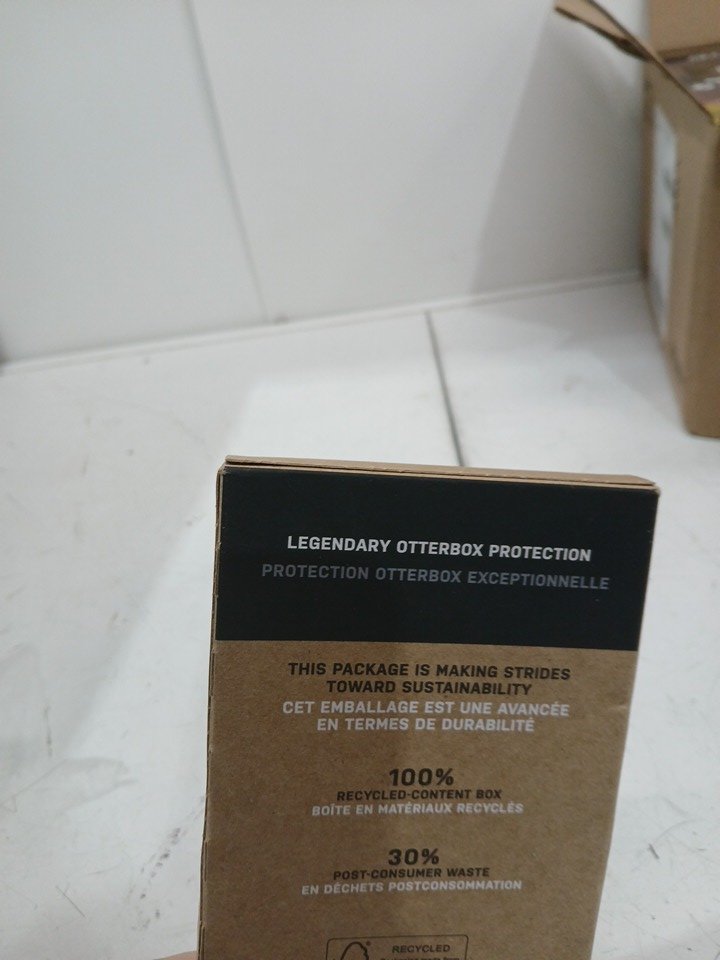 LEGENDARY OTTERBOX PROTECTION
PROTECTION OTTERBOX EXCEPTIONNELLE
THIS PACKAGE IS MAKING STRIDES
TOWARD SUSTAINABILITY
CET EMBALLAGE EST UNE AVANCÉE
EN TERMES DE DURABILITÉ
100%
RECYCLED-CONTENT BOX
BOÎTE EN MATÉRIAUX RECYCLÉS
30%
POST-CONSUMER WASTE
EN DÉCHETS POSTCONSOMMATION
RECYCLED